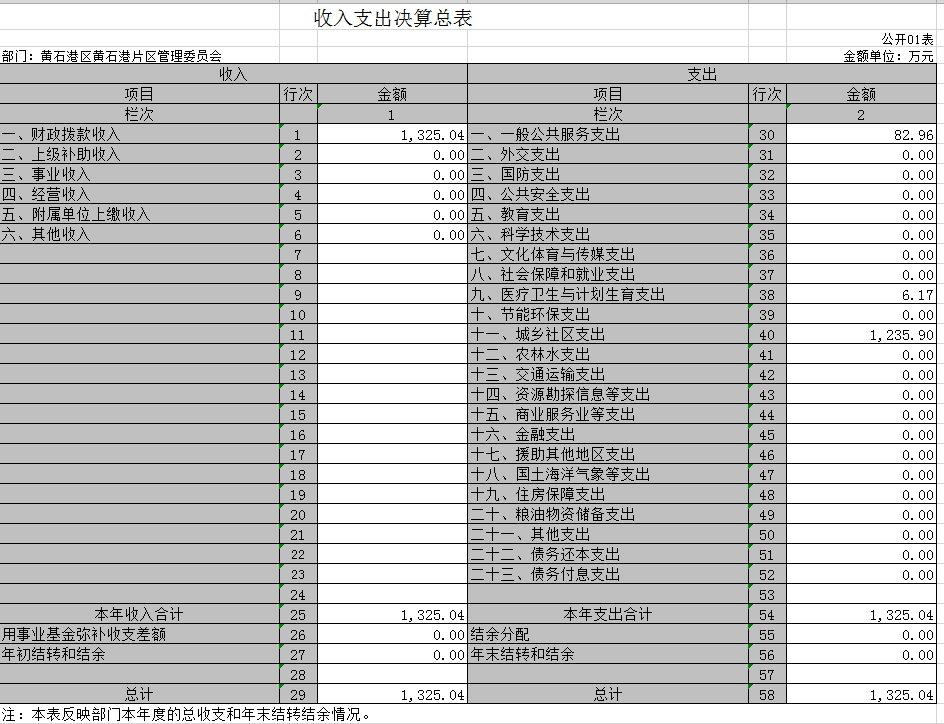 收入支出决算总表
公开01表
部门：黄石港区黄石港片区管理委员会 金额单位：万元
收入 支出
项目 行次 金额 项目 行次 金额
栏次 1 栏次 2
一、财政拨款收入 1 1,325.04 一、一般公共服务支出 30 82.96
二、上级补助收入 2 0.00 二、外交支出 31 0.00
三、事业收入 3 0.00 三、国防支出 32 0.00
四、经营收入 4 0.00 四、公共安全支出 33 0.00
五、附属单位上缴收入 5 0.00 五、教育支出 34 0.00
六、其他收入 6 0.00 六、科学技术支出 35 0.00
7 七、文化体育与传媒支出 36 0.00
8 八、社会保障和就业支出 37 0.00
9 九、医疗卫生与计划生育支出 38 6.17
10 十、节能环保支出 39 0.00
11 十一、城乡社区支出 40 1,235.90
12 十二、农林水支出 41 0.00
13 十三、交通运输支出 42 0.00
14 十四、资源勘探信息等支出 43 0.00
15 十五、商业服务业等支出 44 0.00
16 十六、金融支出 45 0.00
17 十七、援助其他地区支出 46 0.00
18 十八、国土海洋气象等支出 47 0.00
19 十九、住房保障支出 48 0.00
20 二十、粮油物资储备支出 49 0.00
21 二十一、其他支出 50 0.00
22 二十二、债务还本支出 51 0.00
23 二十三、债务付息支出 52 0.00
24 53
本年收入合计 25 1,325.04 本年支出合计 54 1,325.04
用事业基金弥补收支差额 26 0.00 结余分配 55 0.00
年初结转和结余 27 0.00 年末结转和结余 56 0.00
28 57
总计 29 1,325.04 总计 58 1,325.04
注：本表反映部门本年度的总收支和年末结转结余情况。